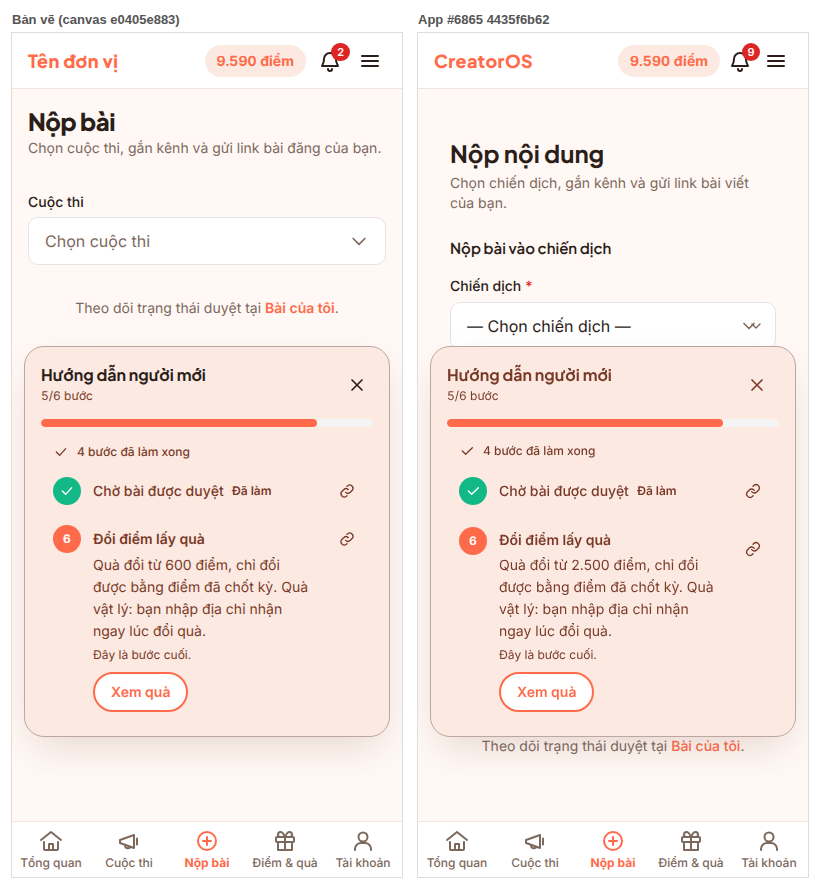 Bản vẽ (canvas e0405e883)
Tên đơn vị
9.590 điểm
2
Nộp bài
Chọn cuộc thi, gắn kênh và gửi link bài đăng của bạn.
Cuộc thi
Chọn cuộc thi
Theo dõi trạng thái duyệt tại Bài của tôi.
Hướng dẫn người mới
5/6 bước
4 bước đã làm xong
Chờ bài được duyệt Đã làm
6
Đổi điểm lấy quà
Quà đổi từ 600 điểm, chỉ đổi
được bằng điểm đã chốt kỳ. Quà
vật lý: bạn nhập địa chỉ nhận
ngay lúc đổi quà.
Đây là bước cuối.
Xem quà
Tổng quan
Cuộc thi
Nộp bài
Điểm & quà
Tài khoản
App #6865 4435f6b62
CreatorOS
9.590 điểm
9
Nộp nội dung
Chọn chiến dịch, gắn kênh và gửi link bài viết
của bạn.
Nộp bài vào chiến dịch
Chiến dịch *
— Chọn chiến dịch —
Hướng dẫn người mới
5/6 bước
4 bước đã làm xong
Chờ bài được duyệt Đã làm
6
Đổi điểm lấy quà
Quà đổi từ 2.500 điểm, chỉ đổi
được bằng điểm đã chốt kỳ. Quà
vật lý: bạn nhập địa chỉ nhận
ngay lúc đổi quà.
Đây là bước cuối.
Xem quà
Theo dõi trạng thái duyệt tại Bài của tôi.
Tổng quan
Cuộc thi
Nộp bài
Điểm & quà
Tài khoản